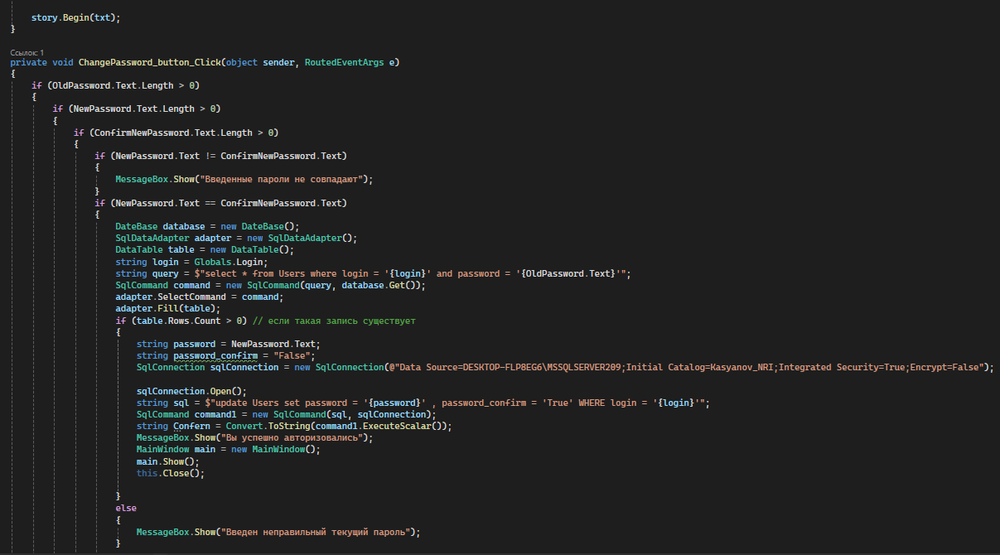 story.Begin(txt);
}
Ссылок: 1
private void ChangePassword_button_Click(object sender, RoutedEventArgs e)
{
if (OldPassword.Text.Length > 0)
{
if (NewPassword.Text.Length > 0)
{
if (ConfirmNewPassword.Text.Length > 0)
{
if (NewPassword.Text != ConfirmNewPassword.Text)
{
MessageBox.Show("Введенные пароли не совпадают");
}
if (NewPassword.Text == ConfirmNewPassword.Text)
{
DateBase database = new DateBase();
SqlDataAdapter adapter = new SqlDataAdapter();
DataTable table = new DataTable();
string login = Globals.Login;
string query = $"select * from Users where login = '{login}' and password = '{OldPassword.Text}'";
SqlCommand command = new SqlCommand(query, database.Get());
adapter.SelectCommand = command;
adapter.Fill(table);
if (table.Rows.Count > 0) // если такая запись существует
{
string password = NewPassword.Text;
string password_confirm = "False";
SqlConnection sqlConnection = new SqlConnection(@"Data Source=DESKTOP-FLP8EG6\MSSQLSERVER209;Initial Catalog=Kasyanov_NRI;Integrated Security=True;Encrypt=False");
sqlConnection.Open();
string sql = $"update Users set password = '{password}' , password_confirm = 'True' WHERE login = '{login}'";
SqlCommand command1 = new SqlCommand(sql, sqlConnection);
string Confern = Convert.ToString(command1.ExecuteScalar());
MessageBox.Show("Вы успешно авторизовались");
MainWindow main = new MainWindow();
main.Show();
this.Close();
}
else
{
MessageBox.Show("Введен неправильный текущий пароль");
}